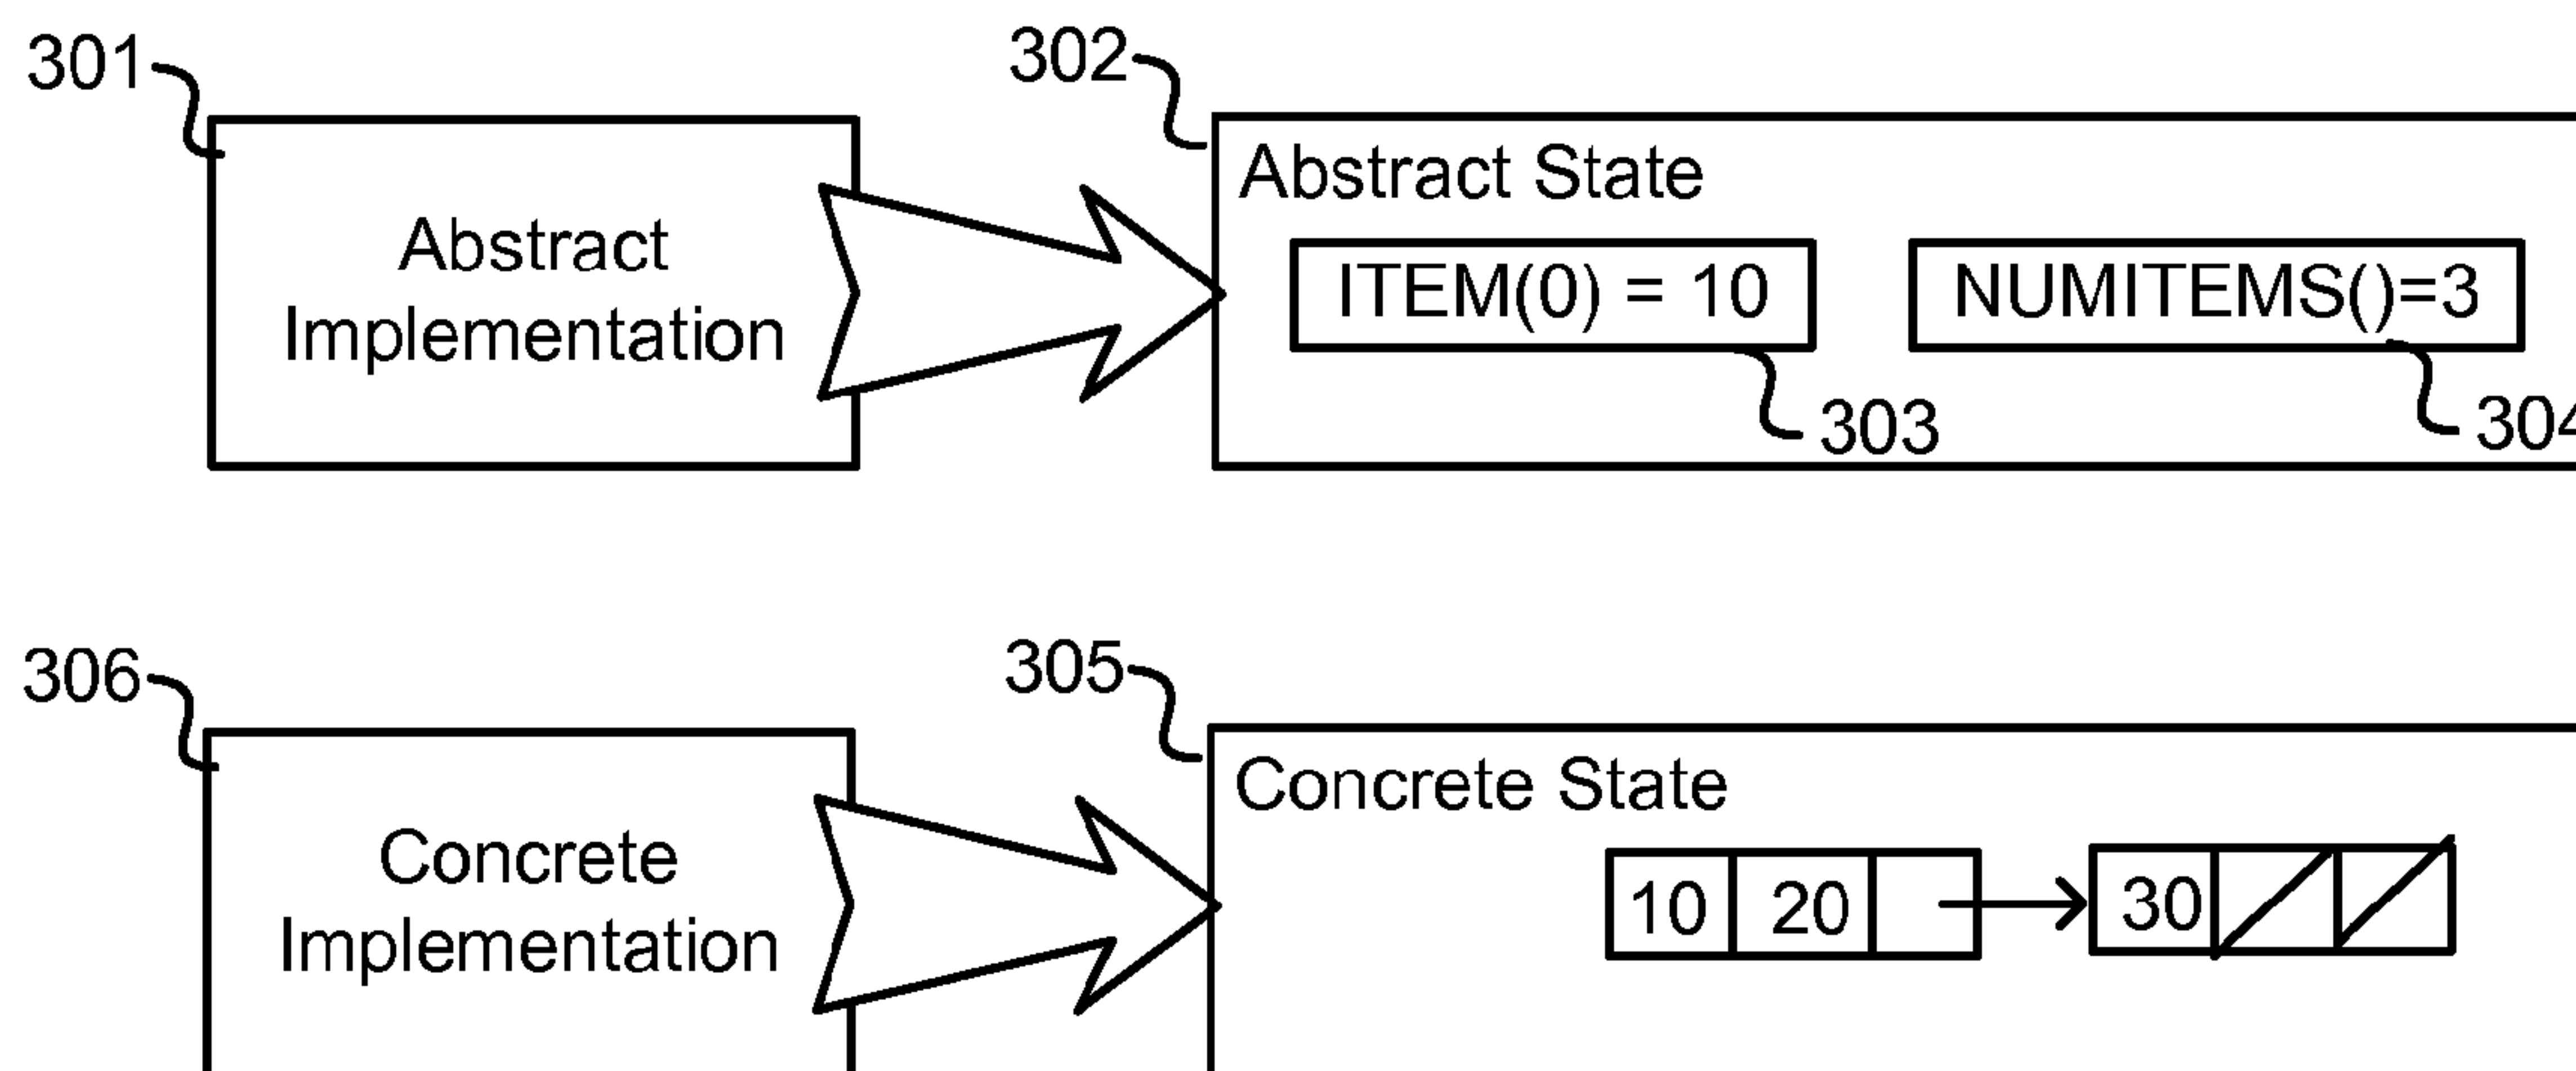 301
302
Abstract State
Abstract
Implementation
ITEM(0) = 10
NUMITEMS()=3
303
304
306
305
Concrete State
Concrete
Implementation
10 20
30